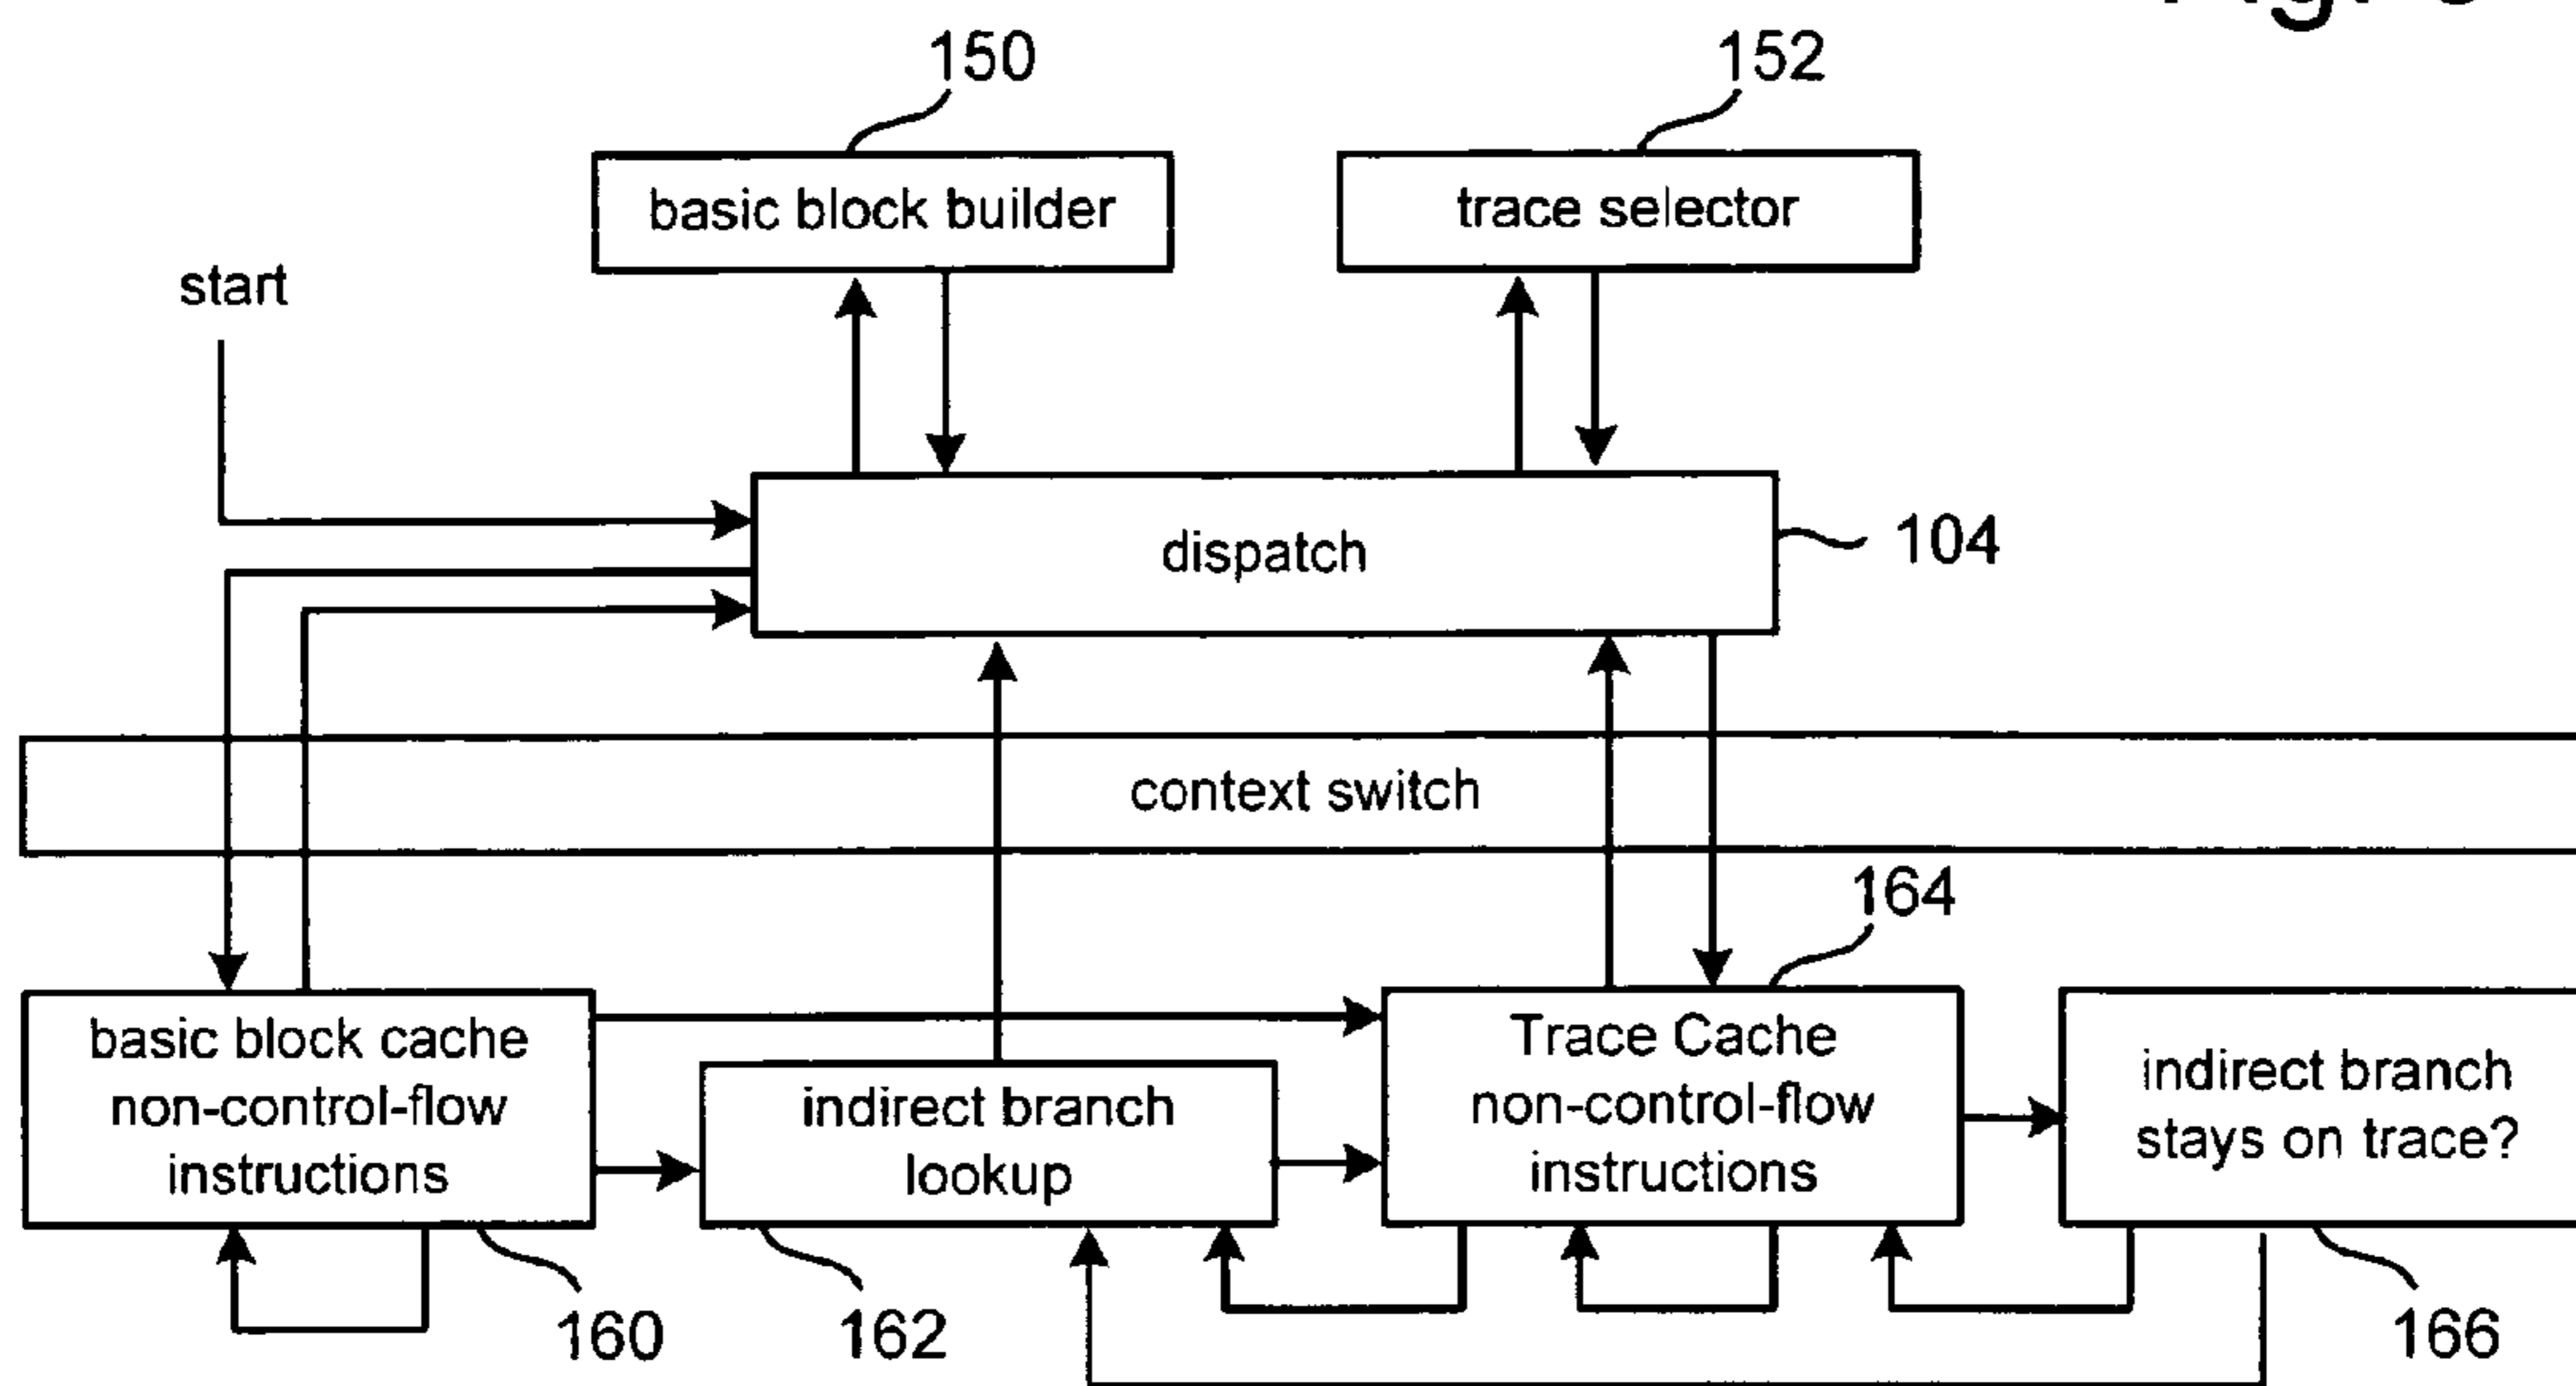 150
152
basic block builder
trace selector
start
dispatch
104
context switch
164
basic block cache
non-control-flow
instructions
indirect branch
lookup
Trace Cache
non-control-flow
instructions
indirect branch
stays on trace?
160
162
166